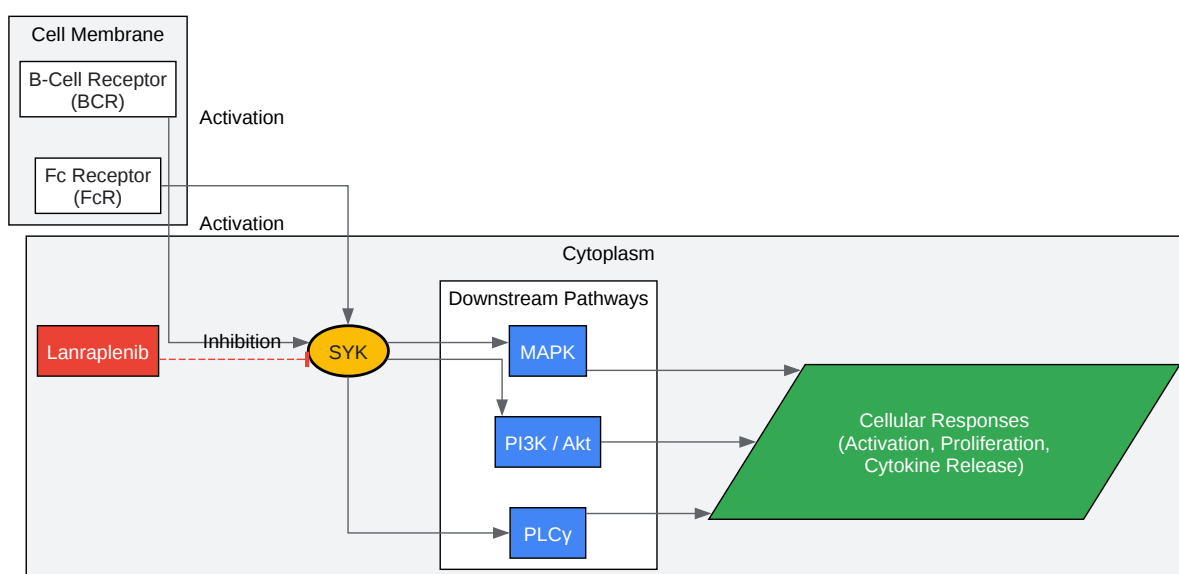 Cell Membrane
B-Cell Receptor
(BCR)
Activation
Fc Receptor
(FcR)
Activation
Cytoplasm
Downstream Pathways
Lanraplenib
Inhibition
SYK
MAPK
PI3K / Akt
PLCγ
Cellular Responses
(Activation, Proliferation,
Cytokine Release)